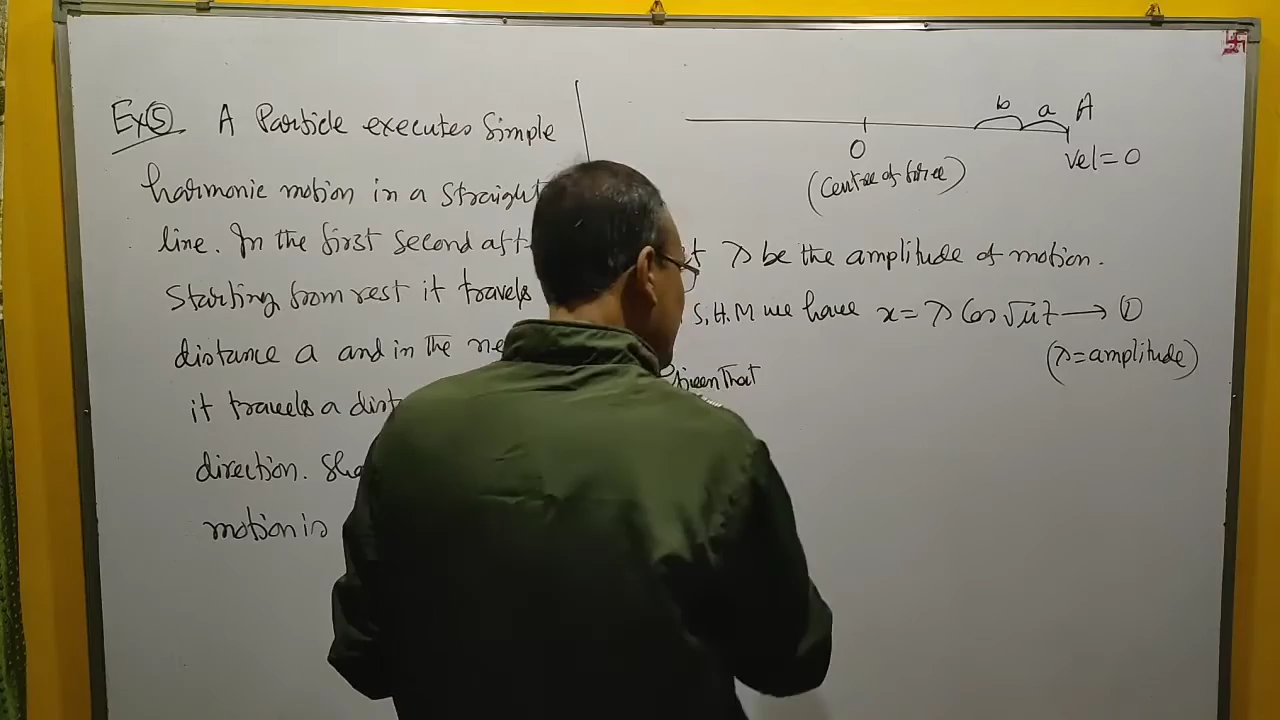 Ex⑤. A Particle executes Simple
harmonic motion in a straight
line. In the first second aft
Starting from rest it travels
distance a and in the ne
it travels a dist
direction. Sho
motion is
b a A
O
vel=0
(Centre of force)
λ be the amplitude of motion.
S.H.M we have x = λ Cos √μ t → ①
(λ = amplitude)
Given That